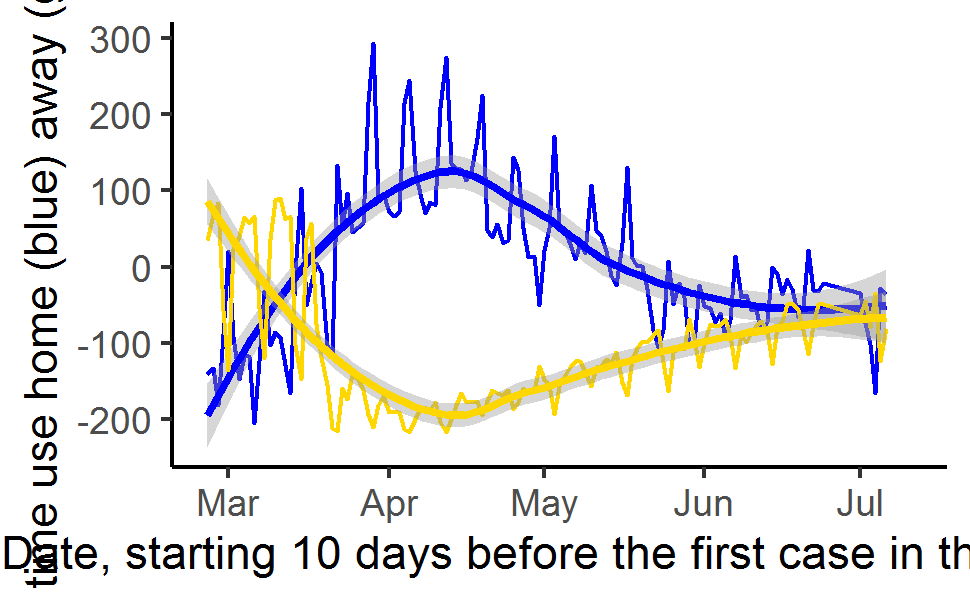 time use home (blue) away (
300
200
100
0
-100
-200
Mar Apr May Jun Jul
Date, starting 10 days before the first case in th